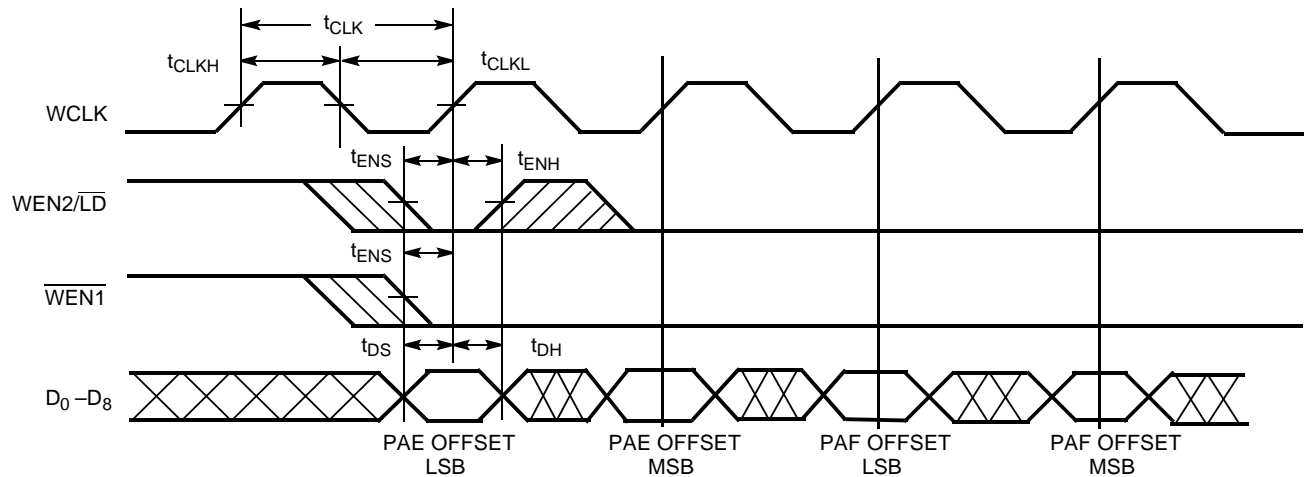 tCLK
tCLKH
tCLKL
WCLK
tENS
tENH
WEN2/LD
tENS
WEN1
tDS
tDH
D0 –D8
PAE OFFSET
LSB
PAE OFFSET
MSB
PAF OFFSET
LSB
PAF OFFSET
MSB